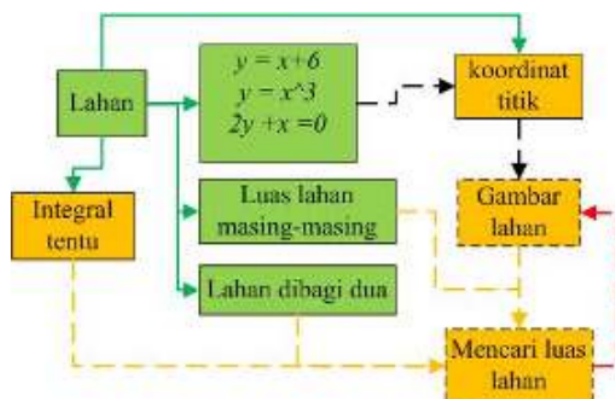 Lahan
y = x+6
y = x^3
2y +x =0
koordinat
titik
Integral
tentu
Luas lahan
masing-masing
Gambar
lahan
Lahan dibagi dua
Mencari luas
lahan